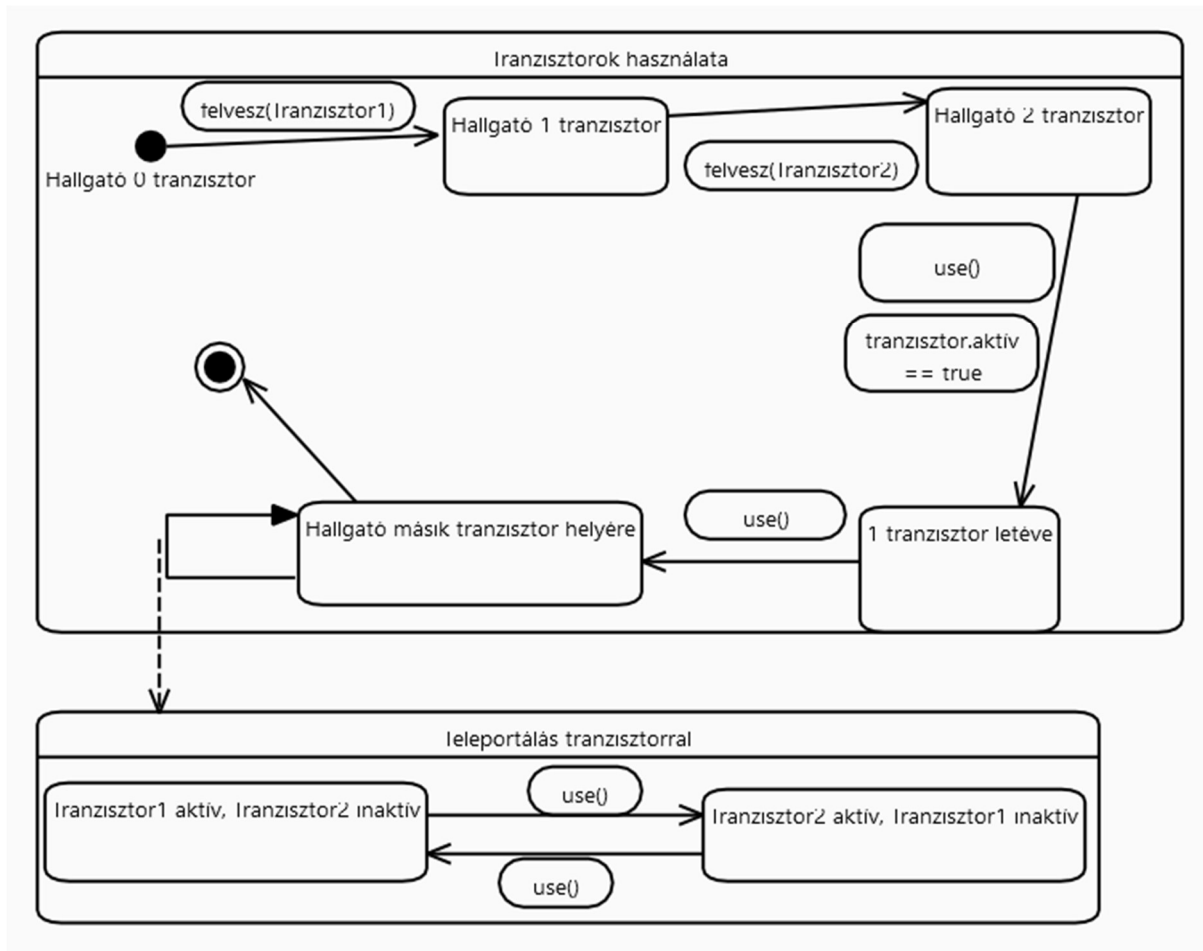 Tranzisztorok használata
felvesz(Tranzisztor1)
Hallgató 0 tranzisztor
Hallgató 1 tranzisztor
felvesz(Tranzisztor2)
Hallgató 2 tranzisztor
use()
tranzisztor.aktív
== true
Hallgató másik tranzisztor helyére
use()
1 tranzisztor letéve
Teleportálás tranzisztorral
Tranzisztor1 aktív, Tranzisztor2 inaktív
use()
use()
Tranzisztor2 aktív, Tranzisztor1 inaktív